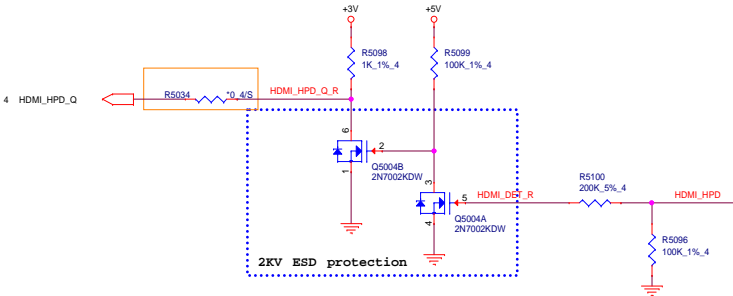 +3V
+5V
R5098
1K_1%_4
R5099
100K_1%_4
4 HDMI_HPD_Q
R5034
*0_4/S
HDMI_HPD_Q_R
6
2
1
Q5004B
2N7002KDW
3
5
4
HDMI_DET_R
Q5004A
2N7002KDW
R5100
200K_5%_4
HDMI_HPD
R5096
100K_1%_4
2KV ESD protection